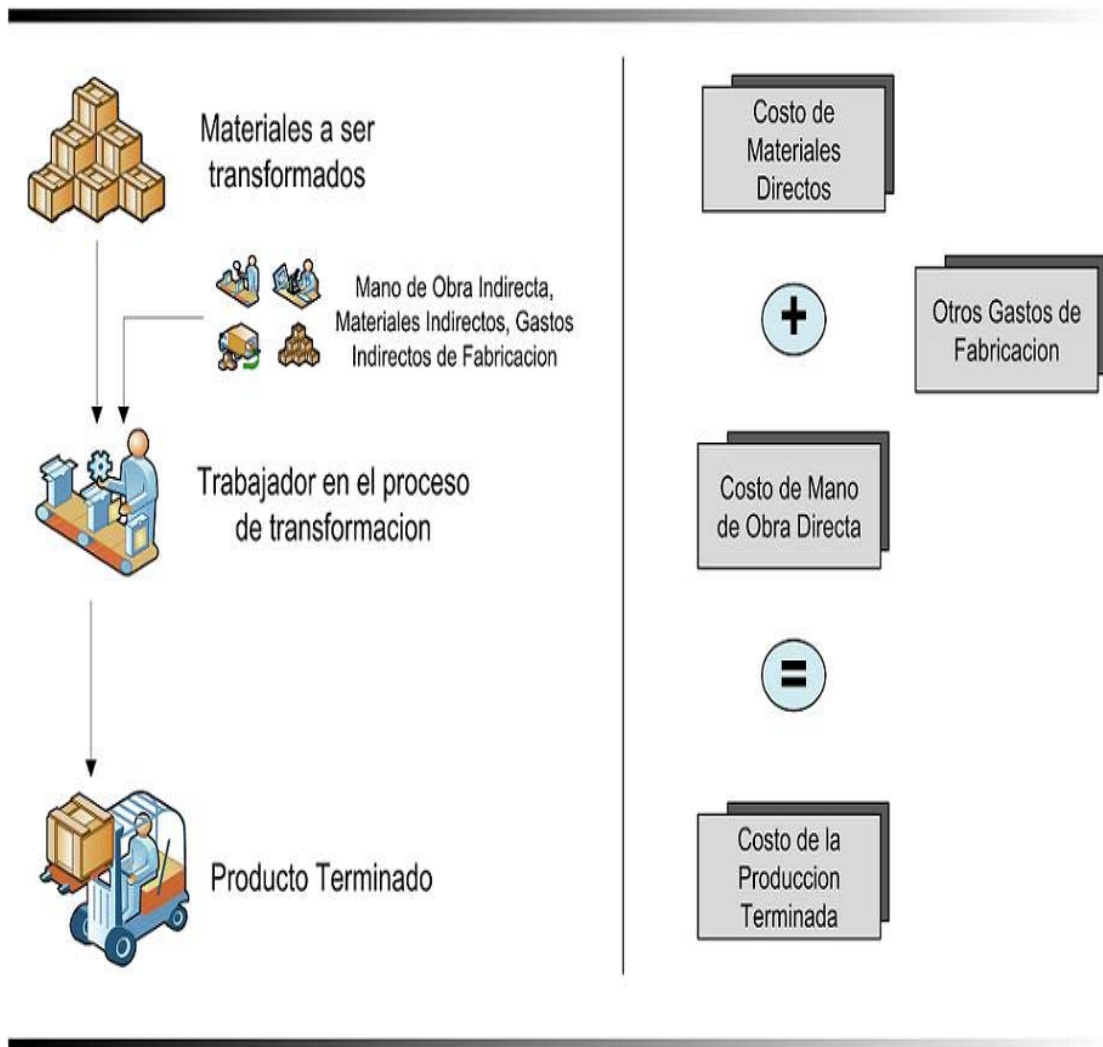 Materiales a ser
transformados
Mano de Obra Indirecta,
Materiales Indirectos, Gastos
Indirectos de Fabricacion
Trabajador en el proceso
de transformacion
Producto Terminado
Costo de
Materiales
Directos
+
Otros Gastos de
Fabricacion
Costo de Mano
de Obra Directa
=
Costo de la
Produccion
Terminada